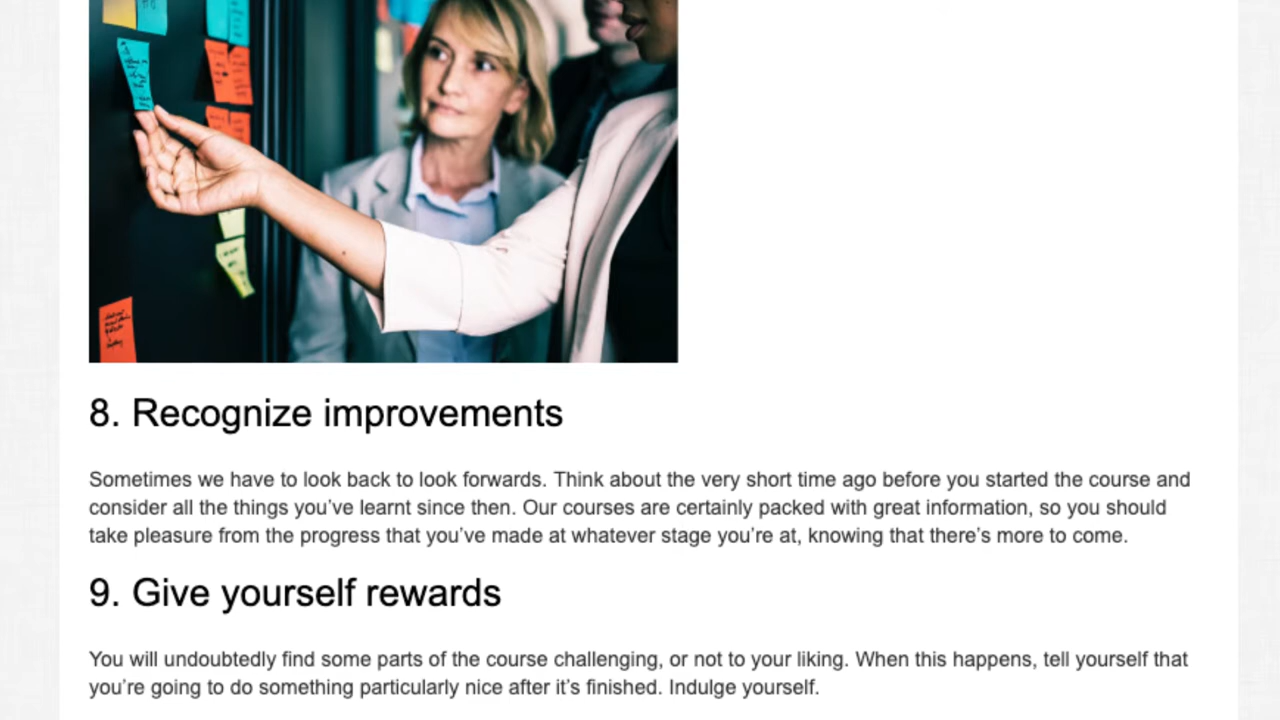 8. Recognize improvements
Sometimes we have to look back to look forwards. Think about the very short time ago before you started the course and
consider all the things you’ve learnt since then. Our courses are certainly packed with great information, so you should
take pleasure from the progress that you’ve made at whatever stage you’re at, knowing that there’s more to come.
9. Give yourself rewards
You will undoubtedly find some parts of the course challenging, or not to your liking. When this happens, tell yourself that
you’re going to do something particularly nice after it’s finished. Indulge yourself.